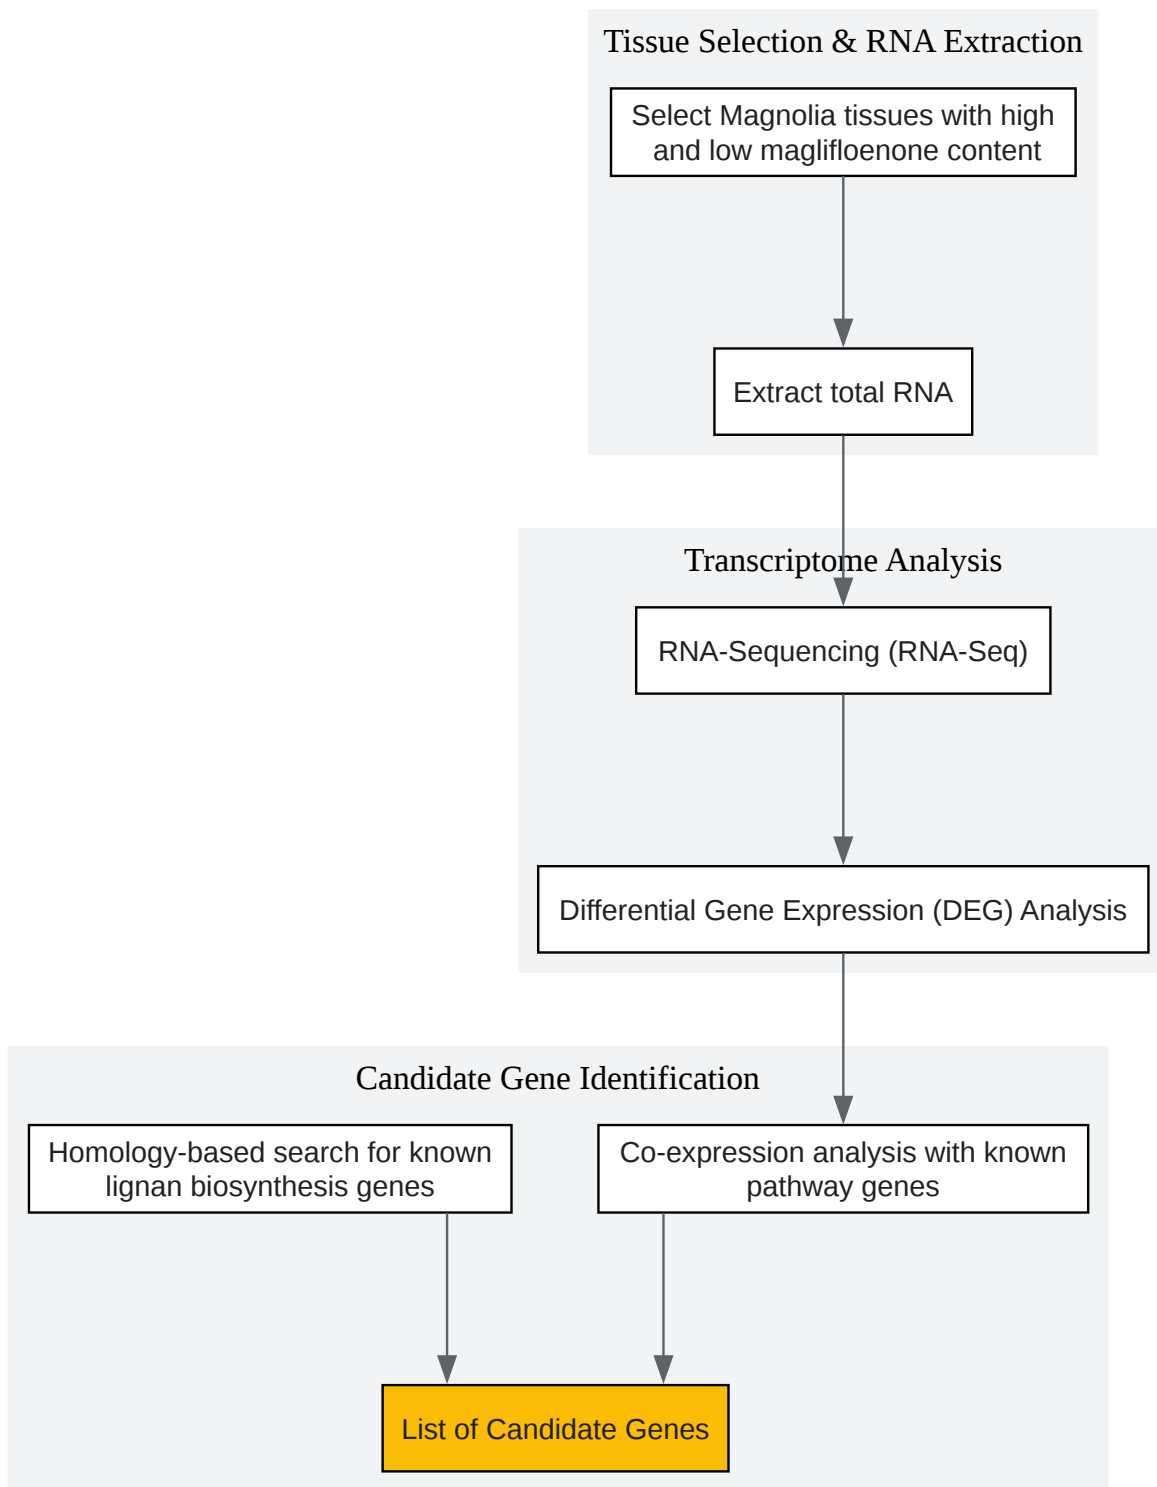 Tissue Selection & RNA Extraction
Select Magnolia tissues with high
and low maglifloenone content
Extract total RNA
Transcriptome Analysis
RNA-Sequencing (RNA-Seq)
Differential Gene Expression (DEG) Analysis
Candidate Gene Identification
Homology-based search for known
lignan biosynthesis genes
Co-expression analysis with known
pathway genes
List of Candidate Genes